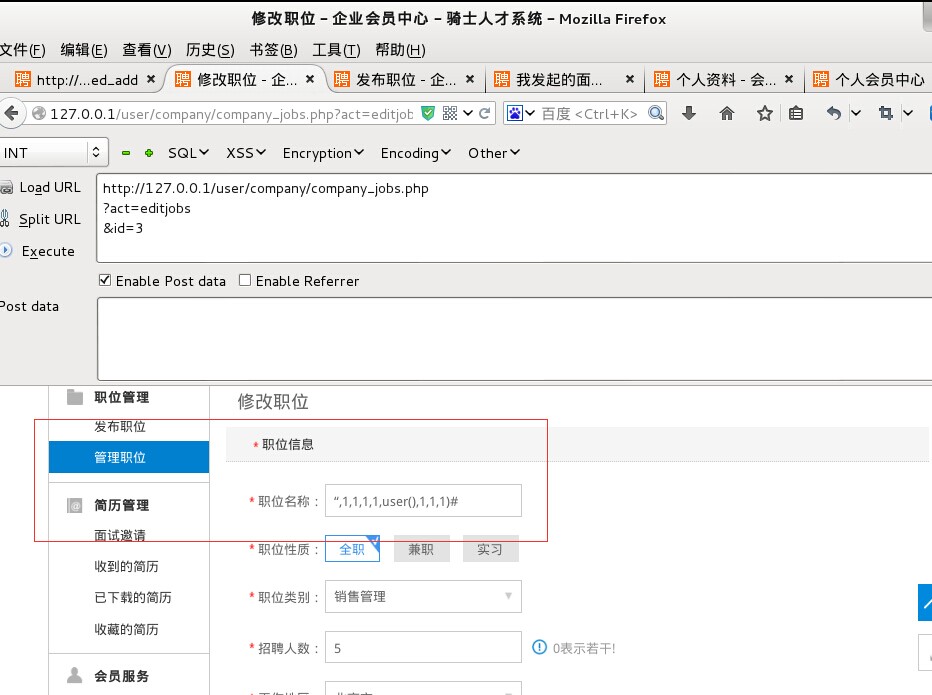 修改职位 - 企业会员中心 - 骑士人才系统 - Mozilla Firefox
文件(F) 编辑(E) 查看(V) 历史(S) 书签(B) 工具(T) 帮助(H)
http://...ed_add × 修改职位 - 企... × 发布职位 - 企... × 我发起的面... × 个人资料 - 会... × 个人会员中心
127.0.0.1/user/company/company_jobs.php?act=editjob 百度 <Ctrl+K>
INT SQL XSS Encryption Encoding Other
Load URL http://127.0.0.1/user/company/company_jobs.php
?act=editjobs
Split URL
&id=3
Execute
Enable Post data Enable Referrer
Post data
职位管理 修改职位
发布职位
* 职位信息
管理职位
* 职位名称： “,1,1,1,1,user(),1,1,1)#
简历管理
面试邀请
* 职位性质： 全职 兼职 实习
收到的简历
已下载的简历 * 职位类别： 销售管理
收藏的简历
* 招聘人数： 5 0表示若干!
会员服务